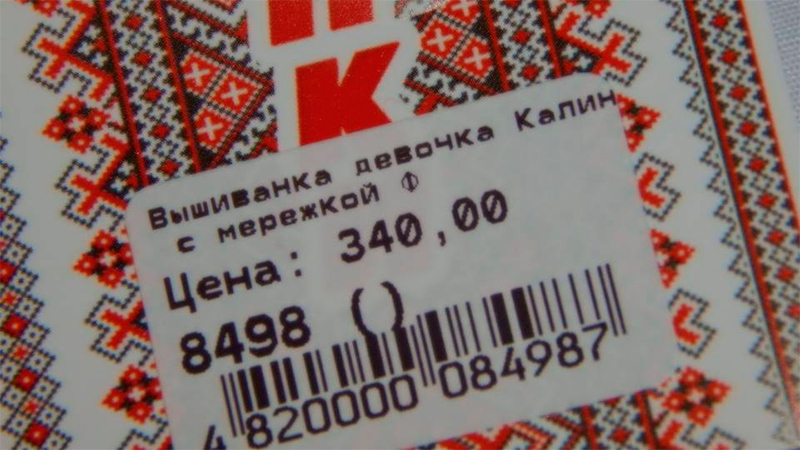 К
Вышиванка девочка Калин
с мережкой Ф
Цена: 340,00
8498 ()
4 820000 084987